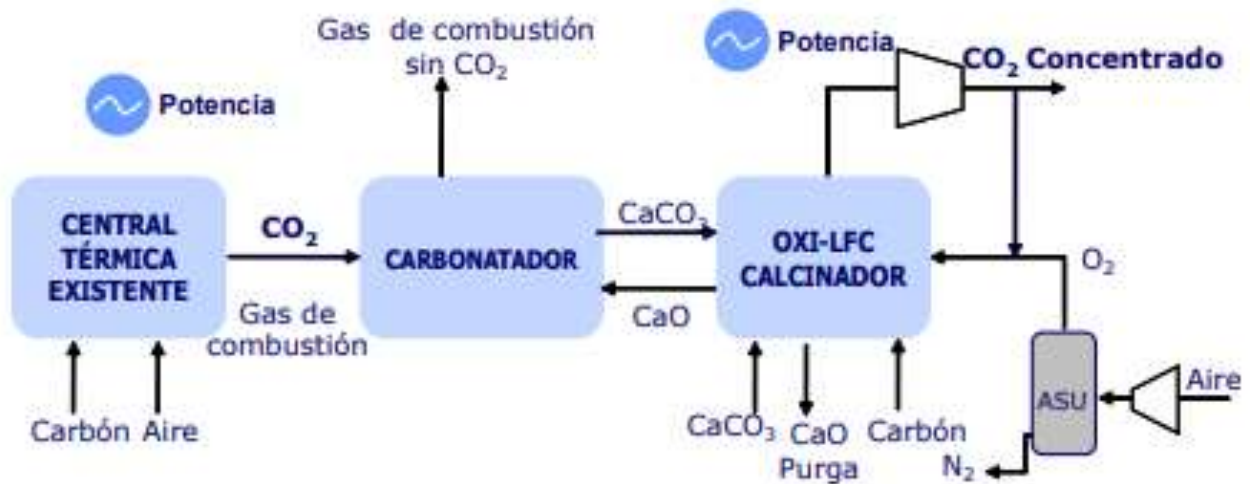 Gas de combustión
sin CO₂
Potencia
CO₂ Concentrado
Potencia
CENTRAL
TÉRMICA
EXISTENTE
CO₂
Gas de
combustión
CARBONATADOR
CaCO₃
CaO
OXI-LFC
CALCINADOR
O₂
ASU
Aire
N₂
Carbón Aire
CaCO₃
CaO
Purga
Carbón